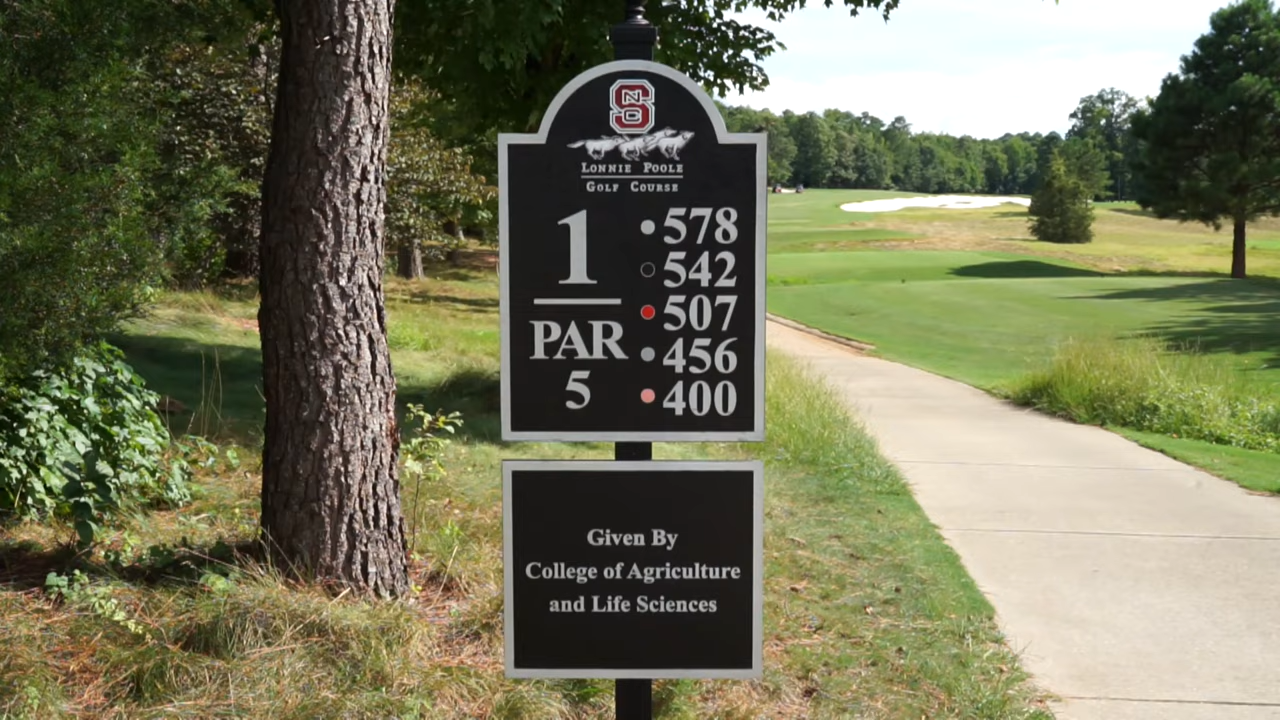 NCS
LONNIE POOLE
GOLF COURSE
1
PAR
5
578
542
507
456
400
Given By
College of Agriculture
and Life Sciences